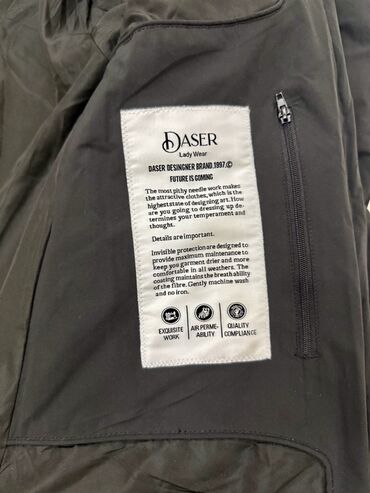 DASER
Lady Wear
DASER DESINGNER BRAND.1997.©
FUTURE IS COMING
The most pithy needle work makes
the attractive clothes, which is the
highest state of designing art. How
are you going to dressing up de-
termines your temperament and
thought.
Details are important.
Invisible protection are designed to
provide maximum maintenance to
keep you garment drier and more
comfortable in all weathers. The
coating maintains the breath ability
of the fibre. Gently machine wash
and no iron.
EXQUISITE WORK
AIR PERME-ABILITY
QUALITY COMPLIANCE